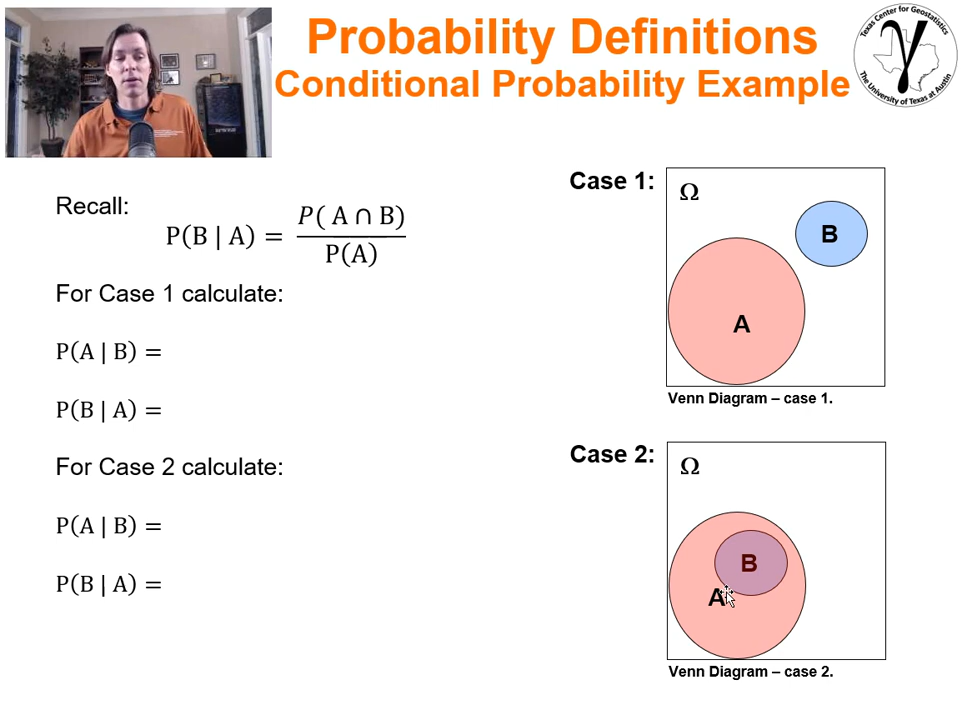 Probability Definitions
Conditional Probability Example
Texas Center for Geostatistics
The University of Texas at Austin
γ
Recall:
P(B | A) = P( A ∩ B) / P(A)
For Case 1 calculate:
P(A | B) =
P(B | A) =
For Case 2 calculate:
P(A | B) =
P(B | A) =
Case 1:
Ω
B
A
Venn Diagram – case 1.
Case 2:
Ω
B
A
Venn Diagram – case 2.